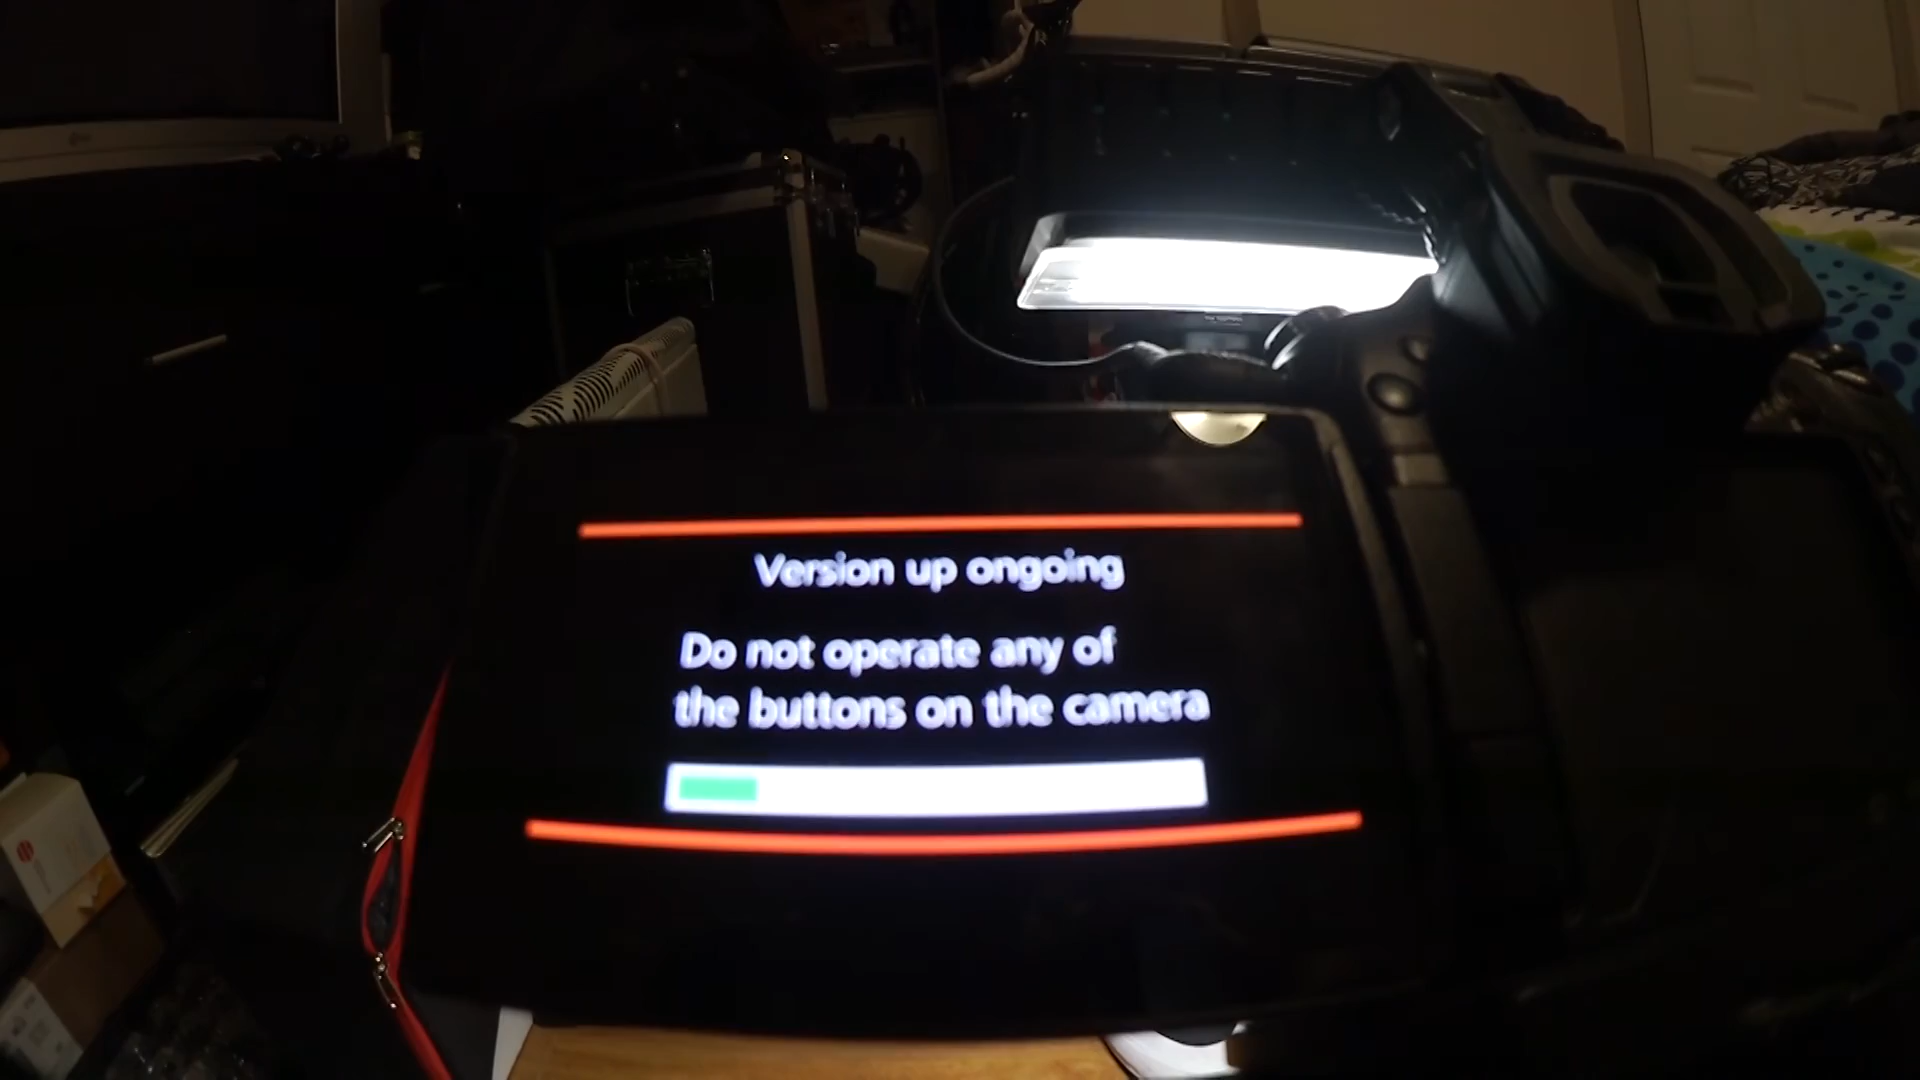 Version up ongoing
Do not operate any of
the buttons on the camera